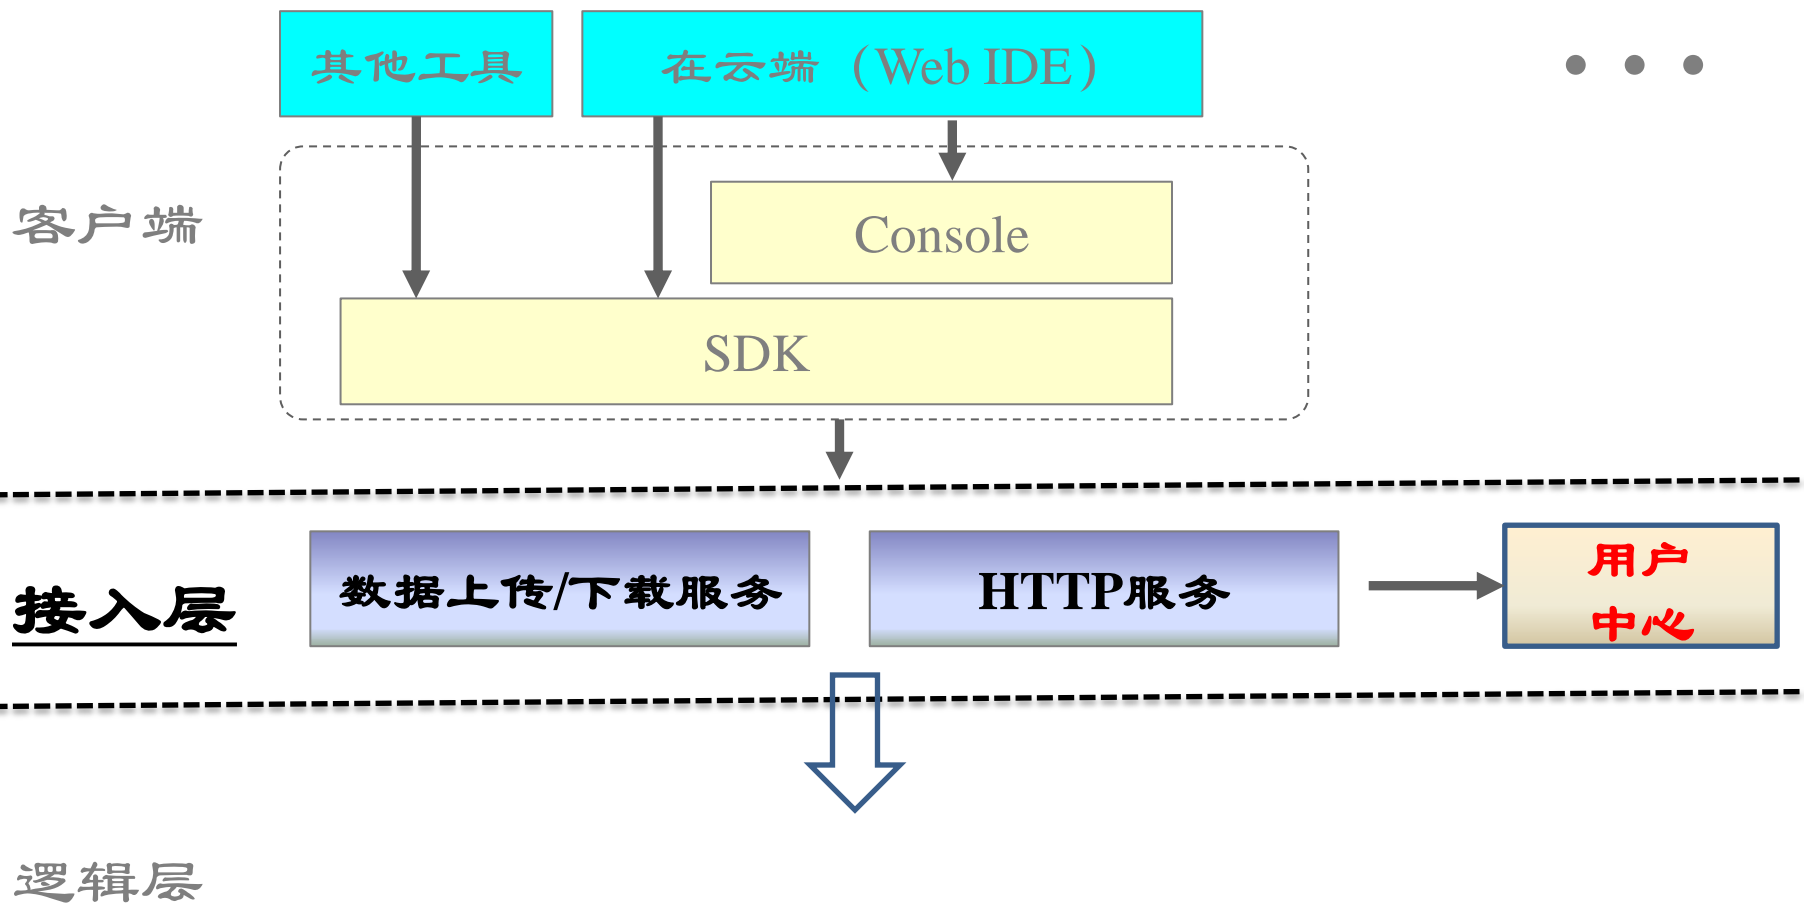 其他工具
在云端（Web IDE）
• • •
客户端
Console
SDK
接入层
数据上传/下载服务
HTTP服务
用户
中心
逻辑层